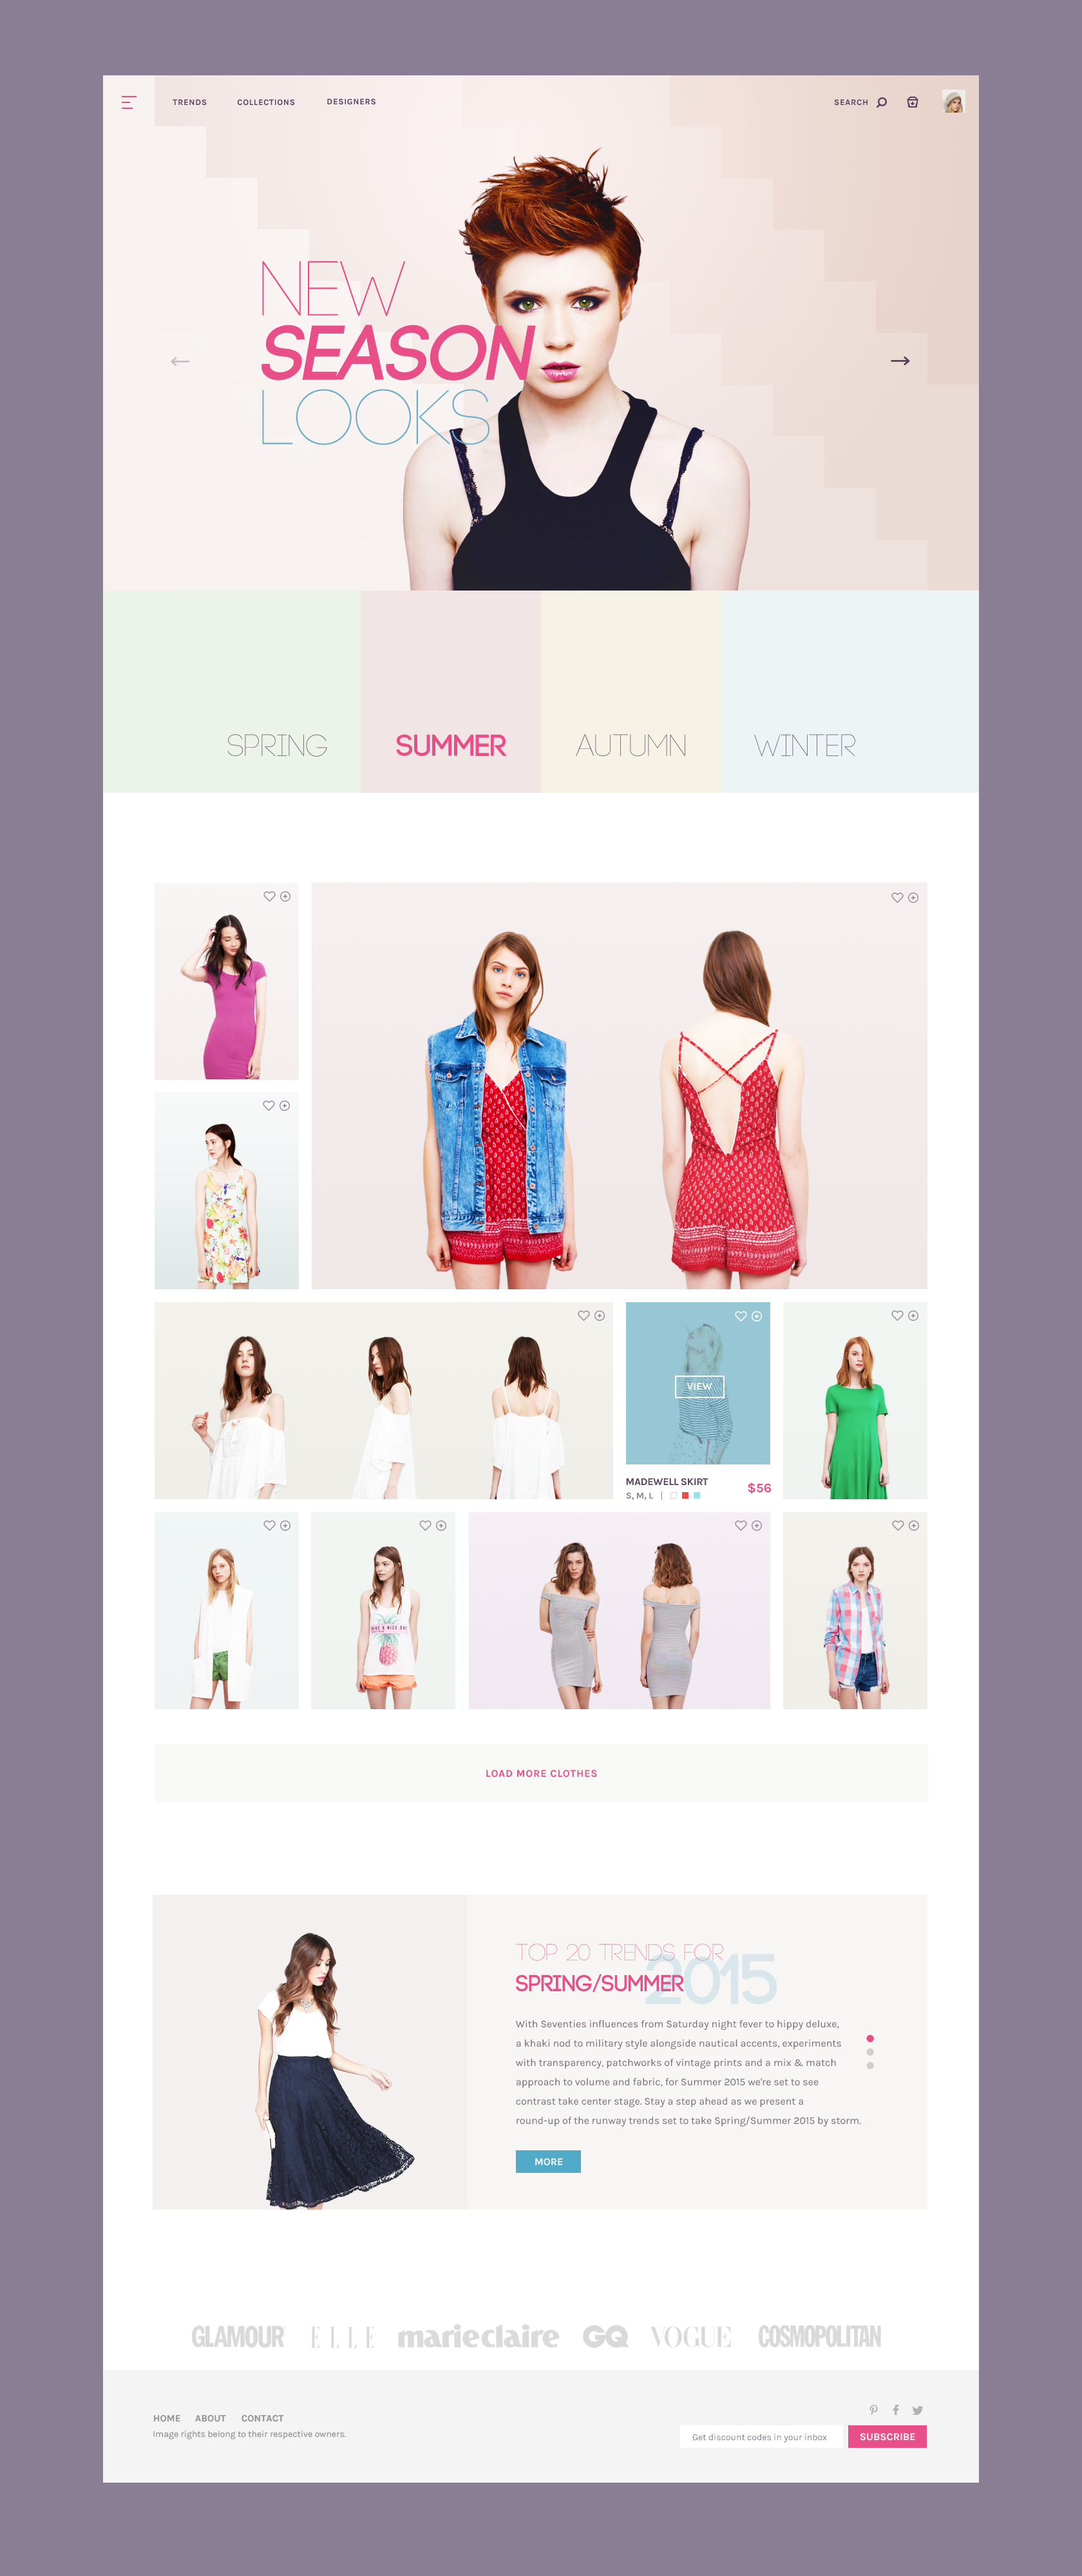 TRENDS COLLECTIONS DESIGNERS SEARCH
NEW
SEASON
LOOKS
SPRING SUMMER AUTUMN WINTER
VIEW
MADEWELL SKIRT
S, M, L | $56
LOAD MORE CLOTHES
TOP 20 TRENDS FOR
SPRING/SUMMER 2015
With Seventies influences from Saturday night fever to hippy deluxe,
a khaki nod to military style alongside nautical accents, experiments
with transparency, patchworks of vintage prints and a mix & match
approach to volume and fabric, for Summer 2015 we're set to see
contrast take center stage. Stay a step ahead as we present a
round-up of the runway trends set to take Spring/Summer 2015 by storm.
MORE
GLAMOUR ELLE marie claire GQ VOGUE COSMOPOLITAN
HOME ABOUT CONTACT
Image rights belong to their respective owners.
Get discount codes in your inbox SUBSCRIBE